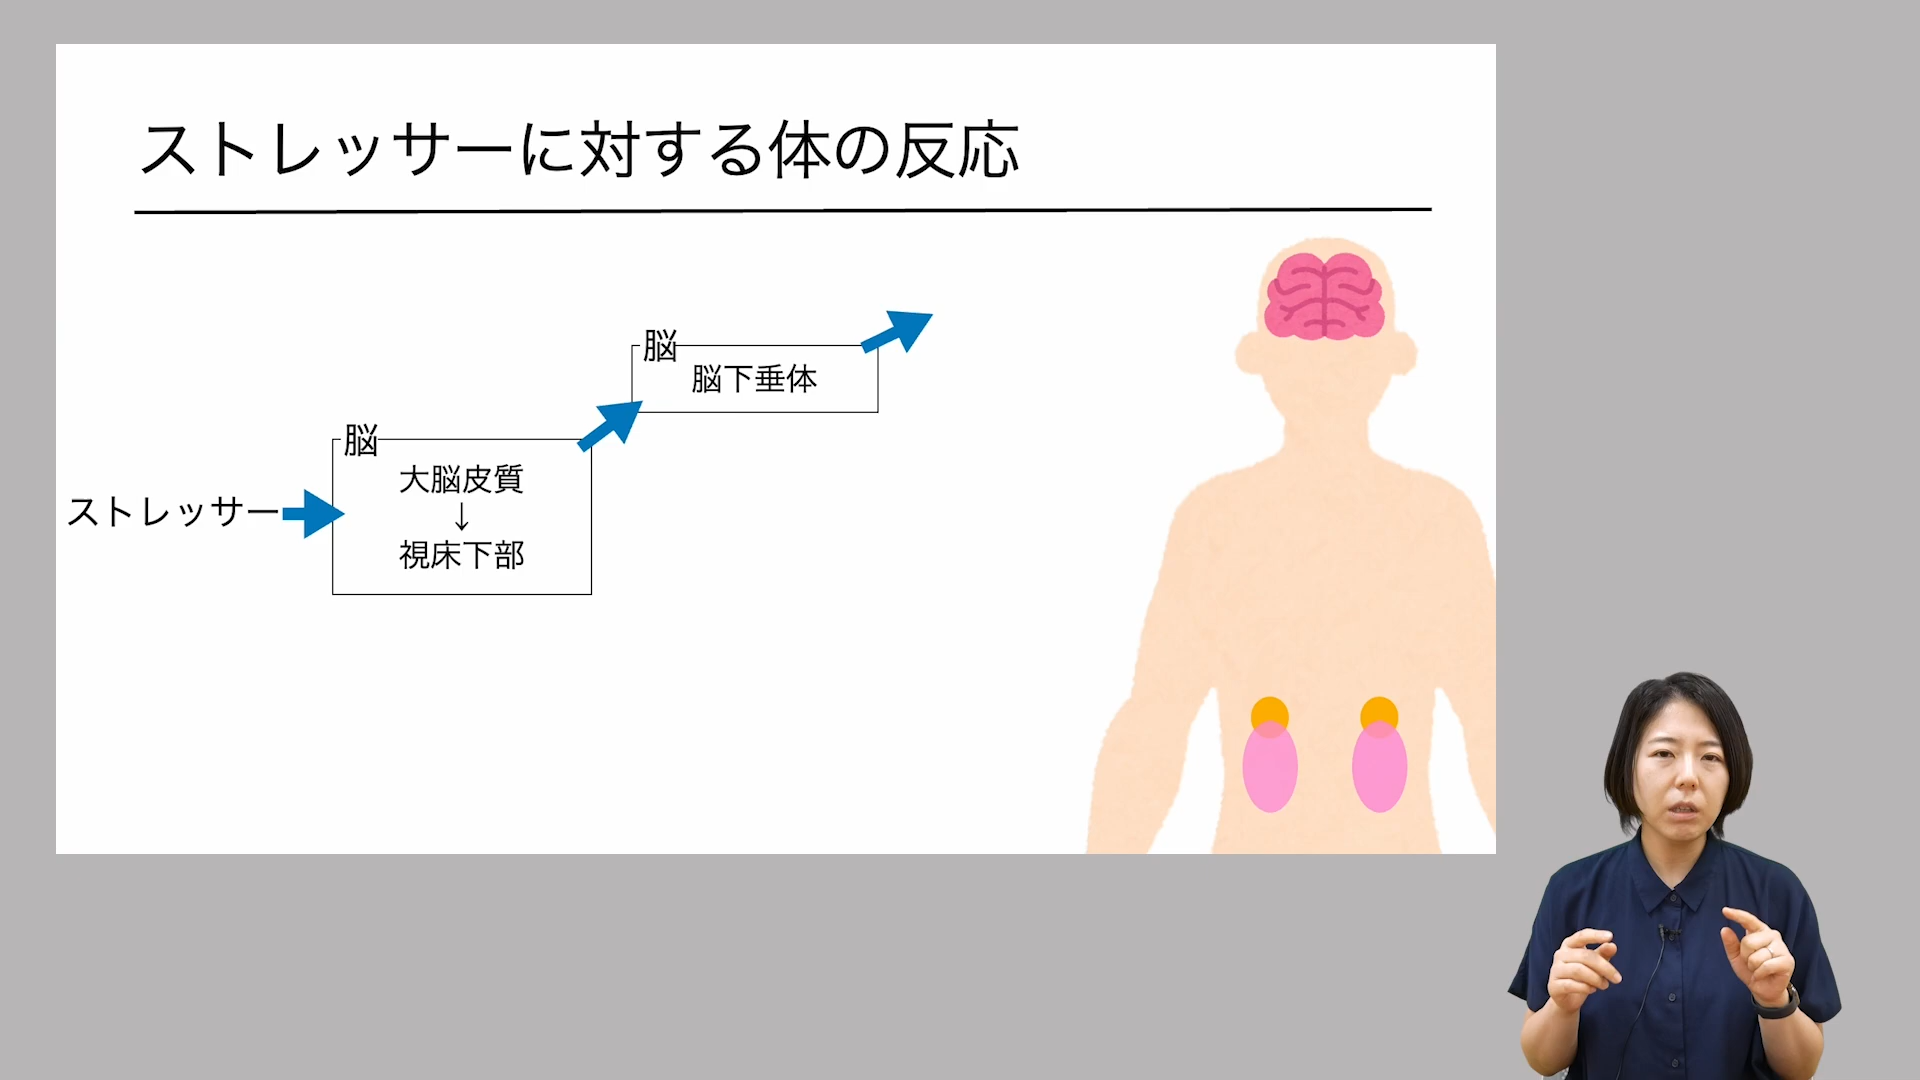 ストレッサーに対する体の反応
脳
脳下垂体
脳
大脳皮質
↓
視床下部
ストレッサー